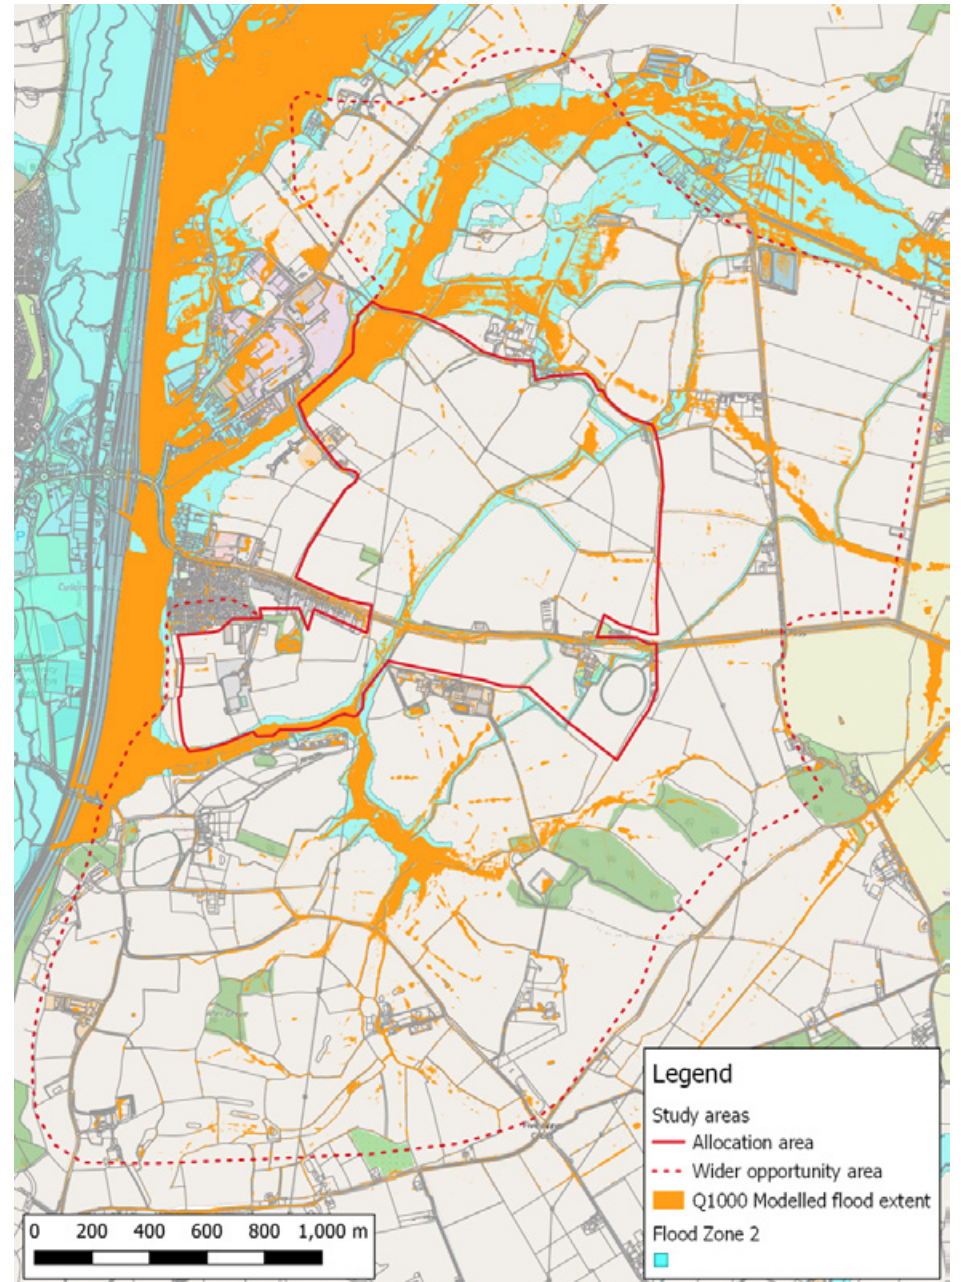 P
Legend
Study areas
Allocation area
Wider opportunity area
Q1000 Modelled flood extent
Flood Zone 2
0 200 400 600 800 1,000 m